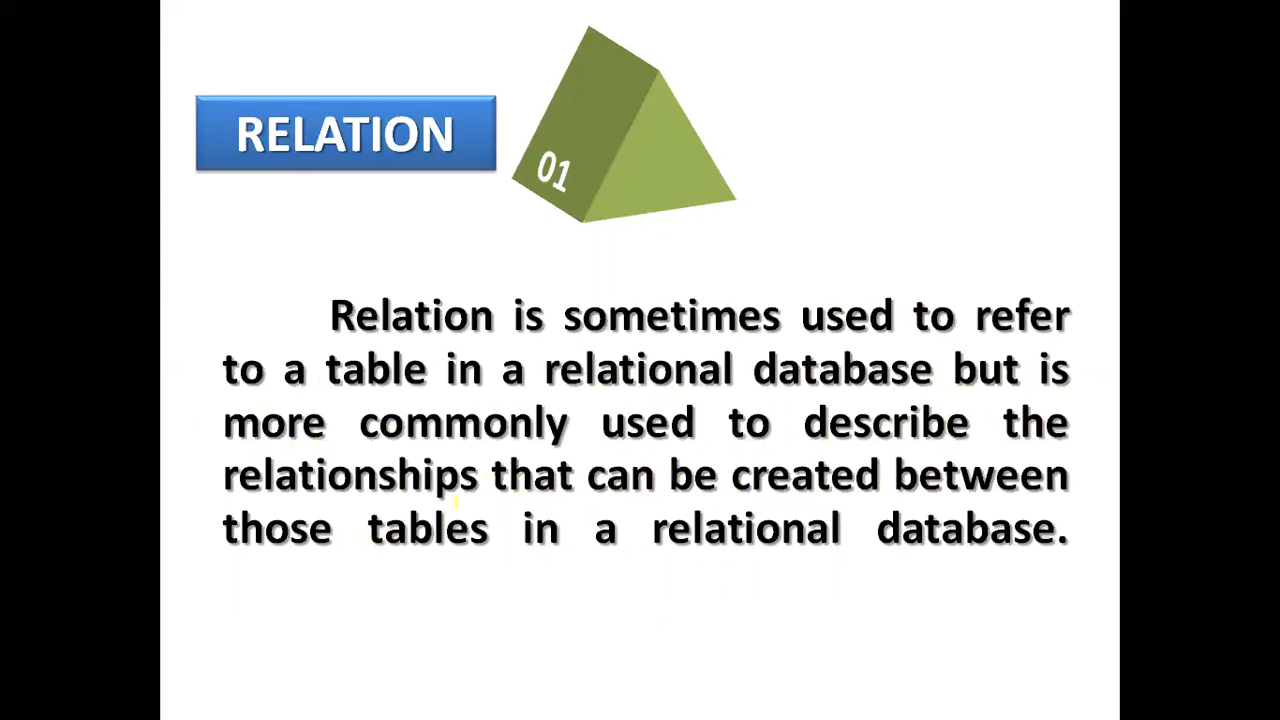 RELATION
01
Relation is sometimes used to refer
to a table in a relational database but is
more commonly used to describe the
relationships that can be created between
those tables in a relational database.